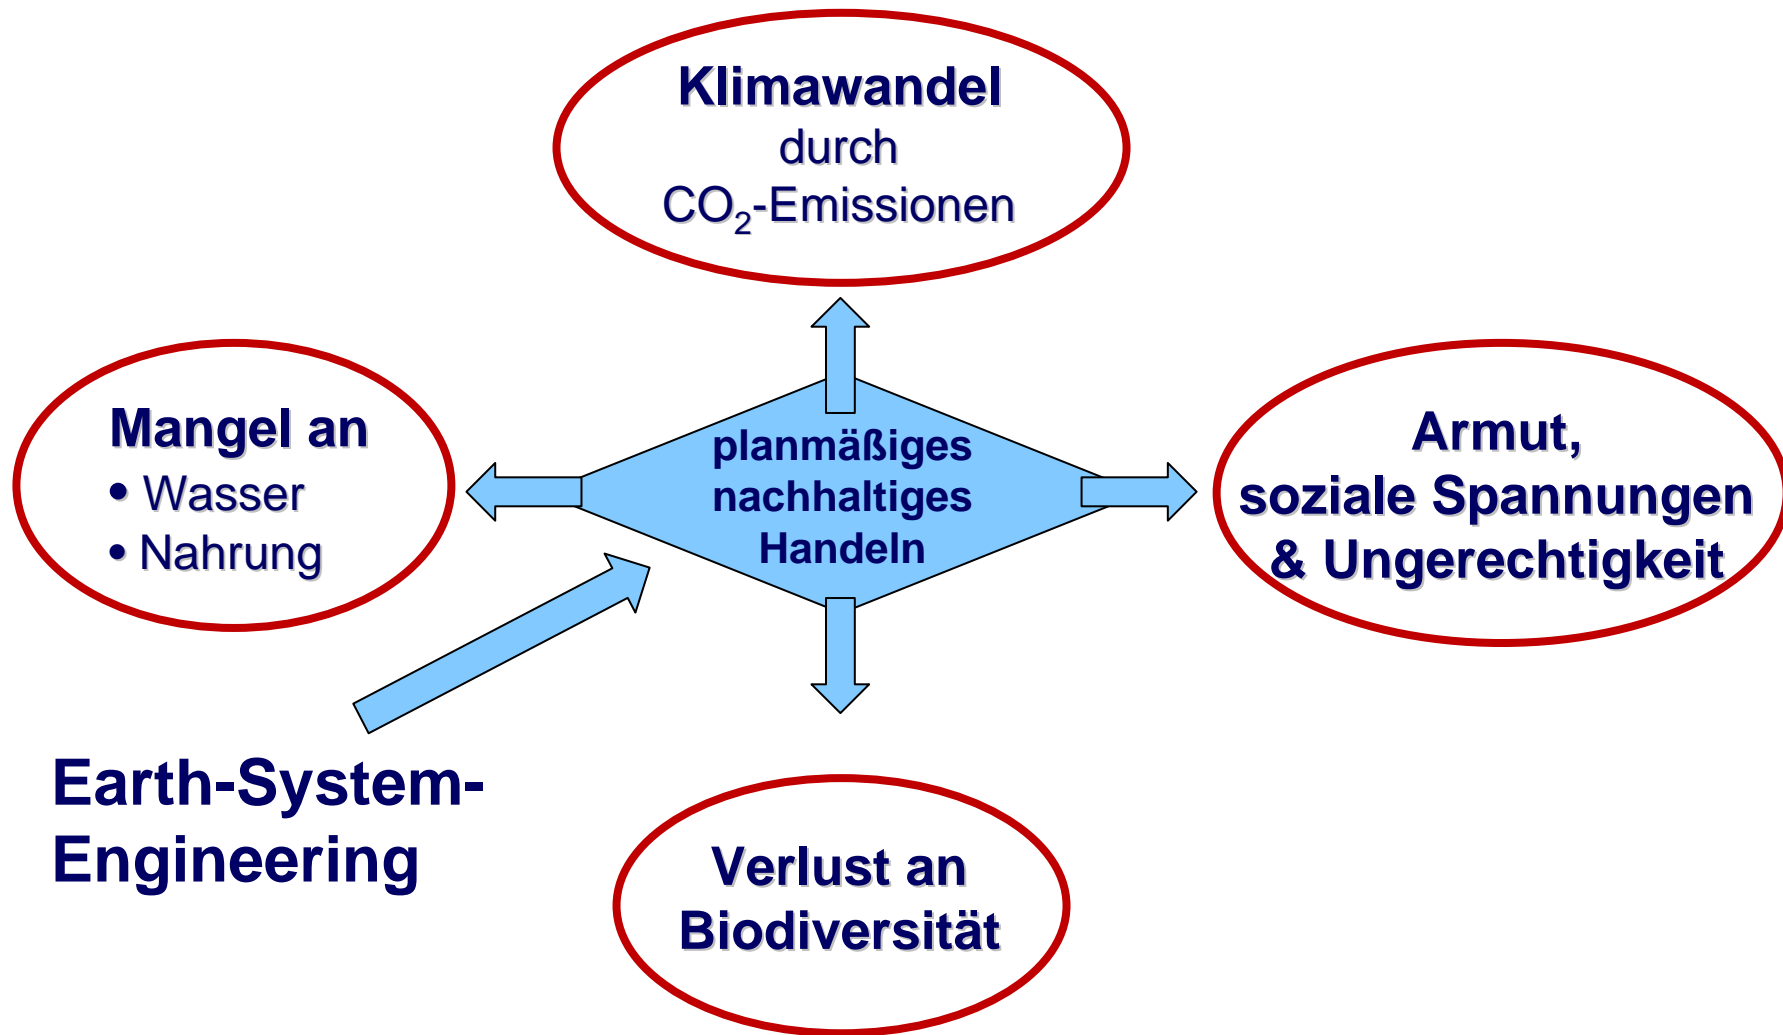 Klimawandel
durch
CO₂-Emissionen
Mangel an
• Wasser
• Nahrung
planmäßiges
nachhaltiges
Handeln
Armut,
soziale Spannungen
& Ungerechtigkeit
Earth-System-
Engineering
Verlust an
Biodiversität